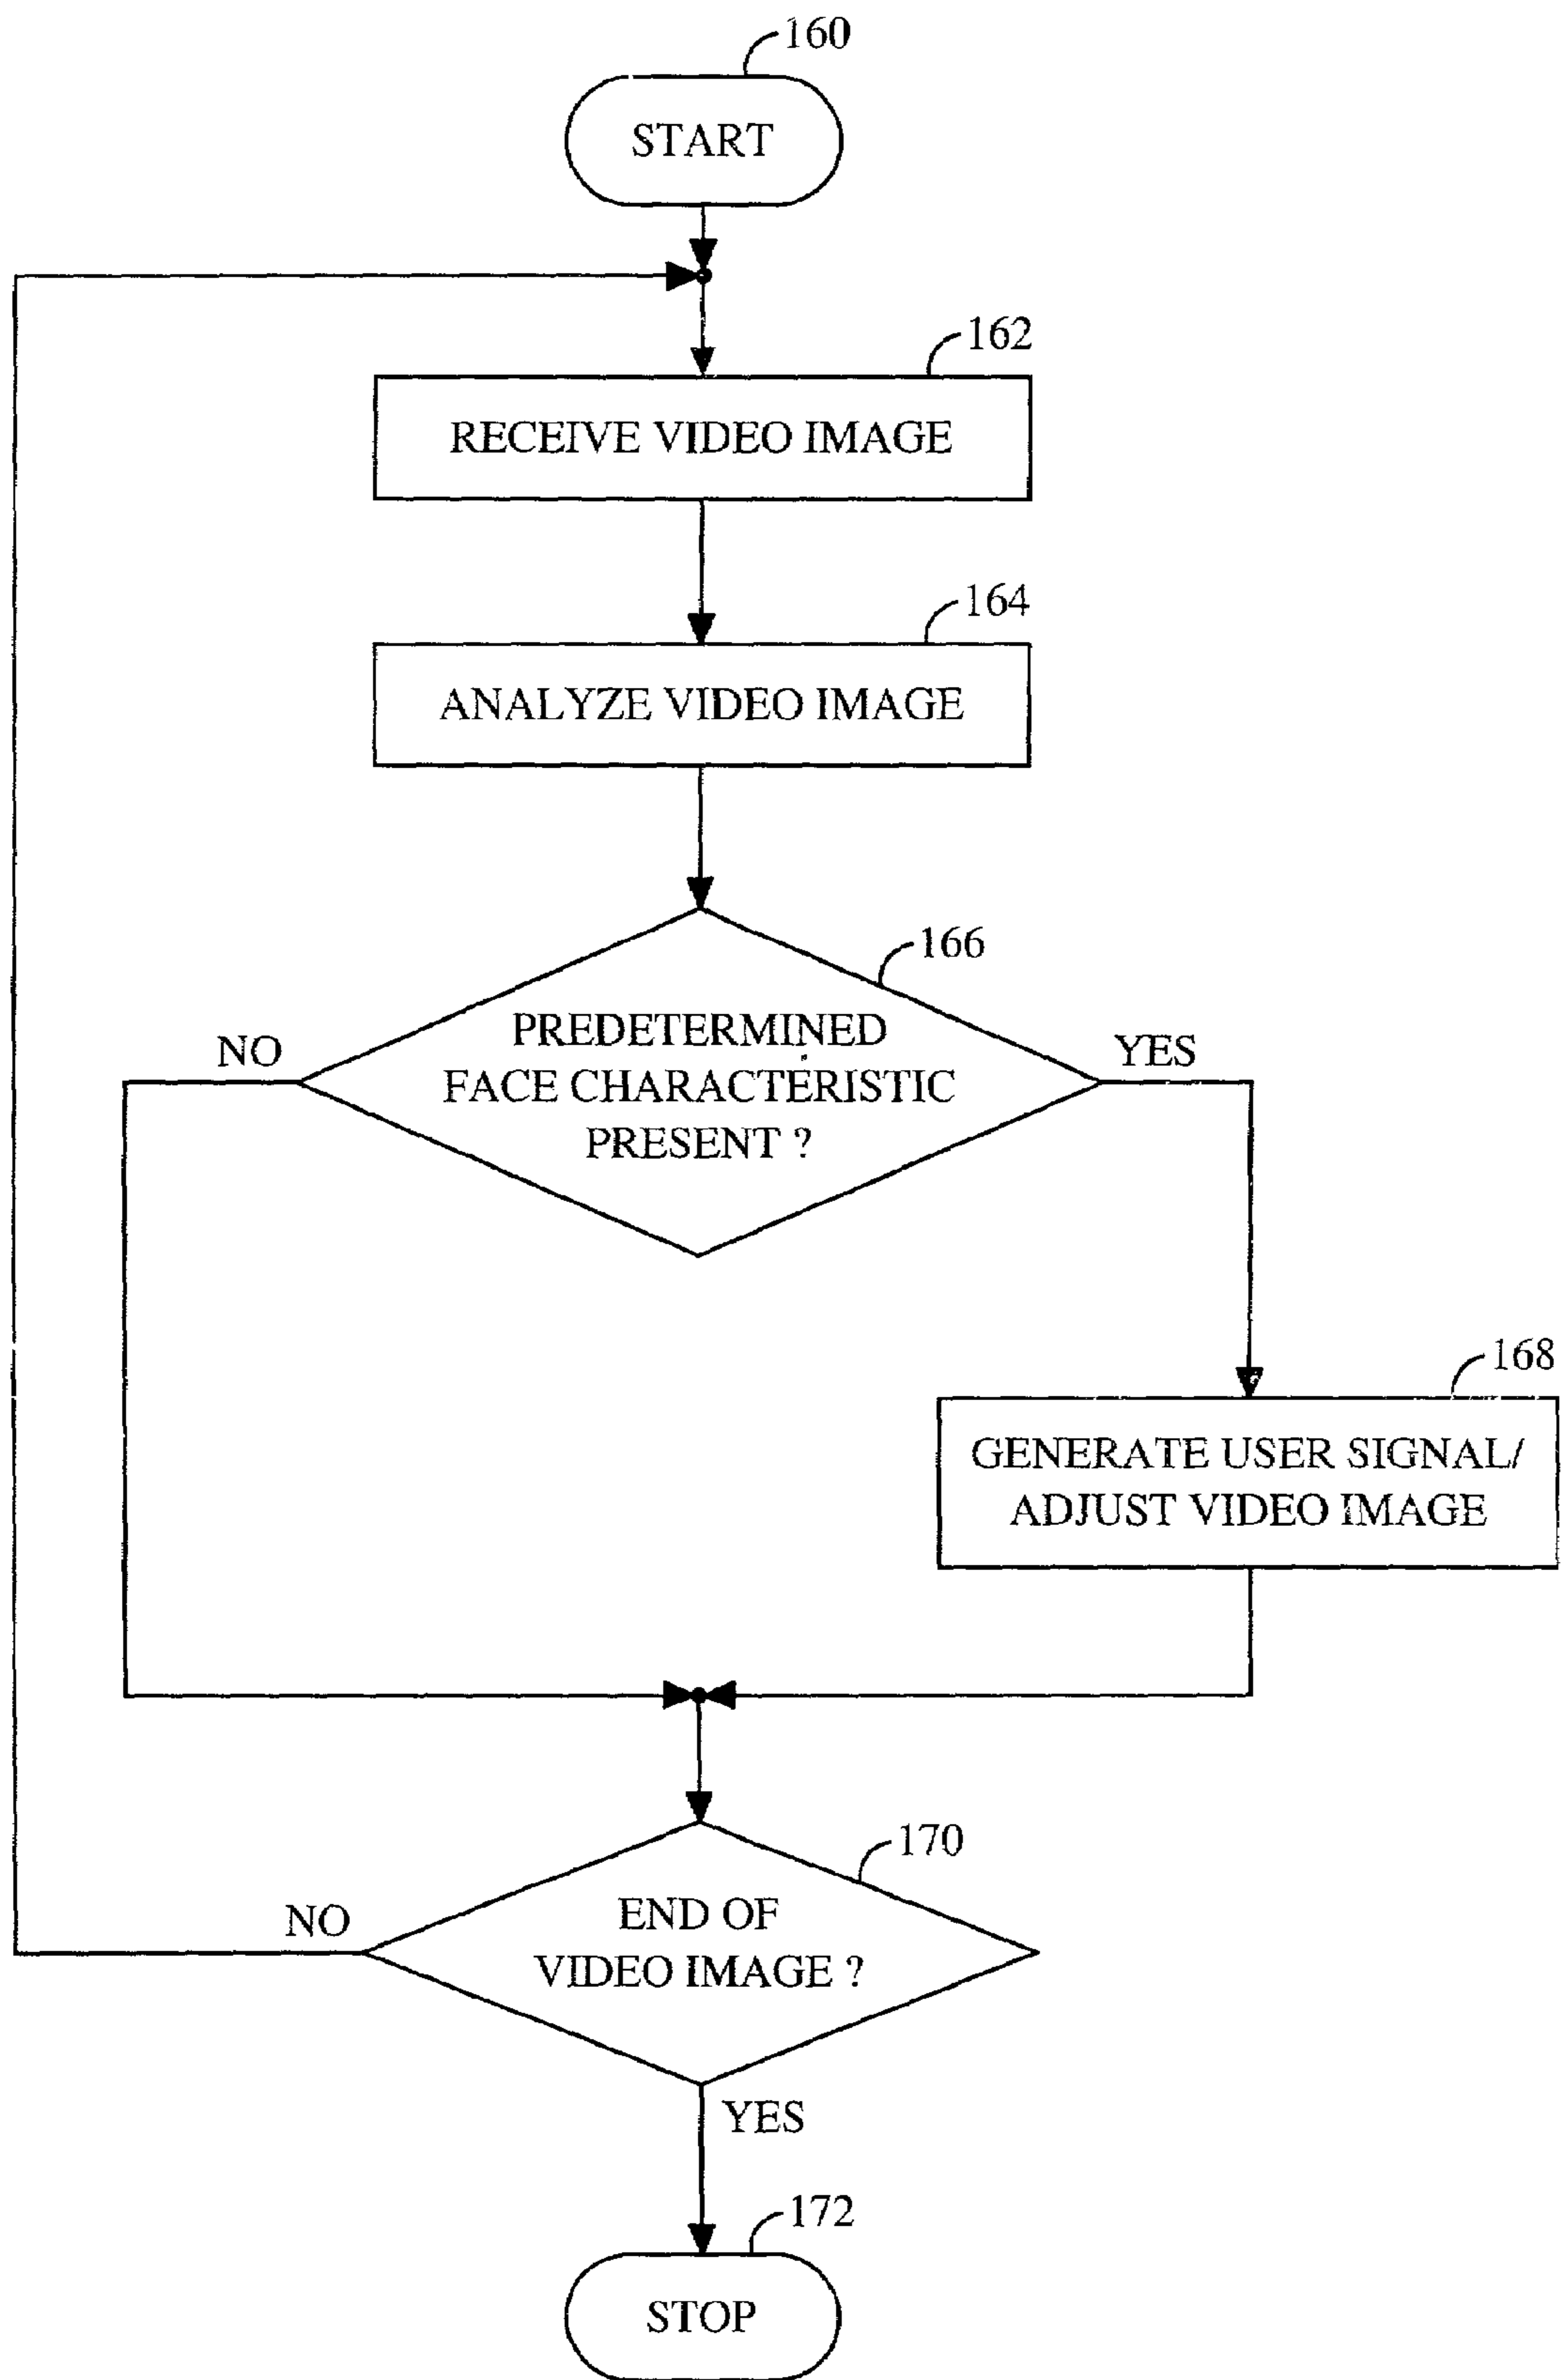 160
START
162
RECEIVE VIDEO IMAGE
164
ANALYZE VIDEO IMAGE
166
NO
PREDETERMINED
FACE CHARACTERISTIC
PRESENT ?
YES
168
GENERATE USER SIGNAL/
ADJUST VIDEO IMAGE
170
NO
END OF
VIDEO IMAGE ?
YES
172
STOP